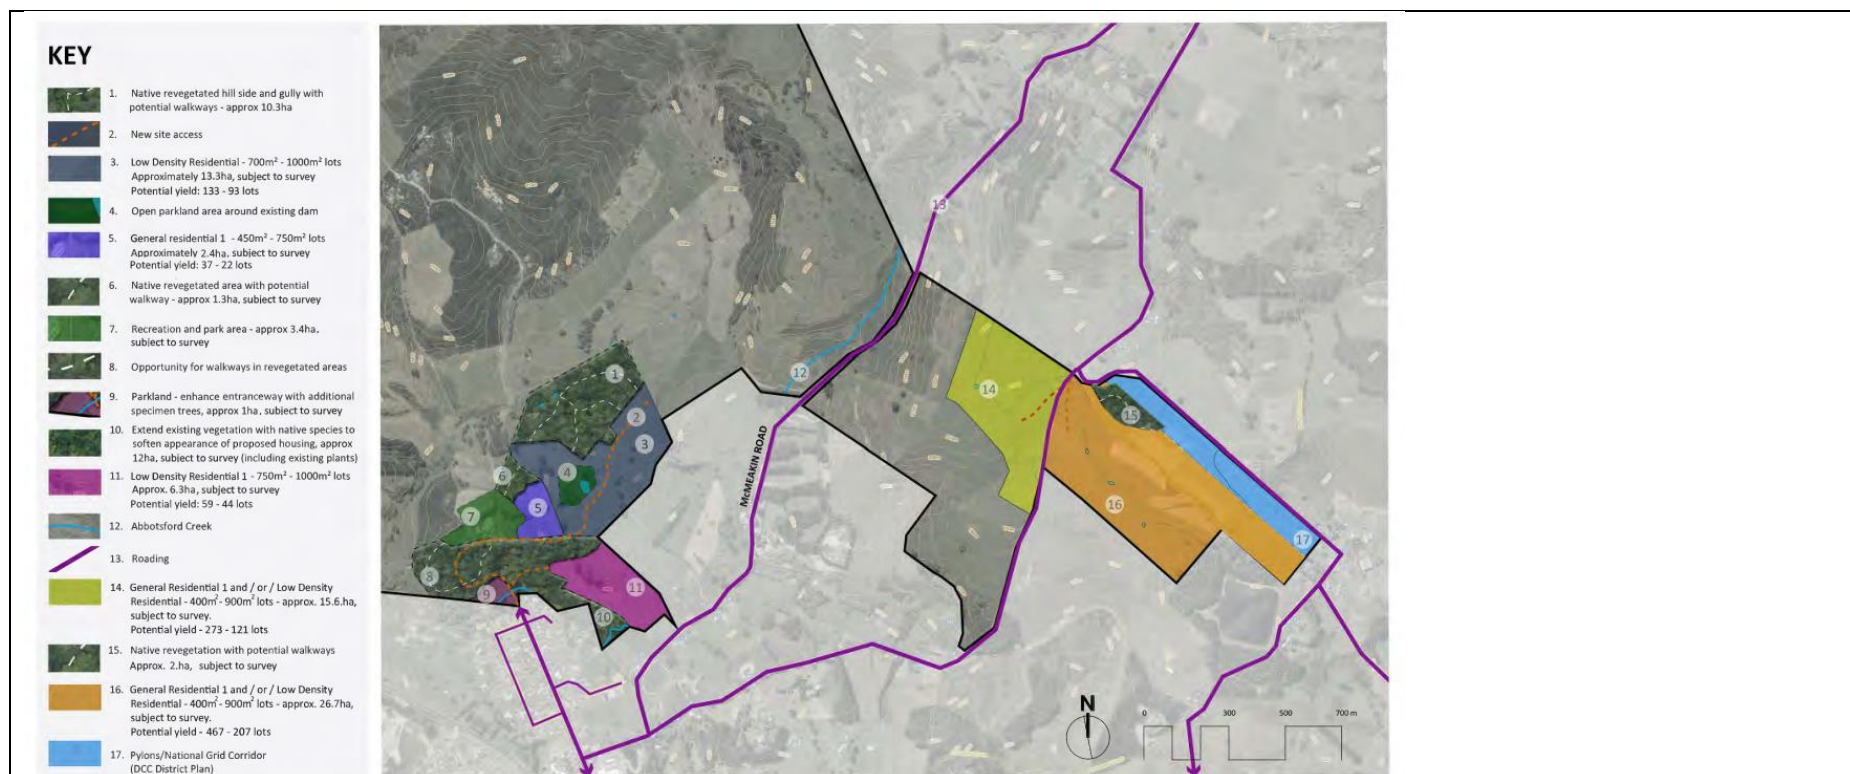 KEY
1. Native revegetated hill side and gully with
potential walkways - approx 10.3ha
2. New site access
3. Low Density Residential - 700m² - 1000m² lots
Approximately 13.3ha, subject to survey
Potential yield: 133 - 93 lots
4. Open parkland area around existing dam
5. General residential 1 - 450m² - 750m² lots
Approximately 2.4ha, subject to survey
Potential yield: 37 - 22 lots
6. Native revegetated area with potential
walkway - approx 1.3ha, subject to survey
7. Recreation and park area - approx 3.4ha.
subject to survey
8. Opportunity for walkways in revegetated areas
9. Parkland - enhance entranceway with additional
specimen trees, approx 1ha, subject to survey
10. Extend existing vegetation with native species to
soften appearance of proposed housing, approx
12ha, subject to survey (including existing plants)
11. Low Density Residential 1 - 750m² - 1000m² lots
Approx. 6.3ha, subject to survey
Potential yield: 59 - 44 lots
12. Abbotsford Creek
13. Roading
14. General Residential 1 and / or / Low Density
Residential - 400m² - 900m² lots - approx. 15.6.ha,
subject to survey.
Potential yield - 273 - 121 lots
15. Native revegetation with potential walkways
Approx. 2.ha, subject to survey
16. General Residential 1 and / or / Low Density
Residential - 400m² - 900m² lots - approx. 26.7ha,
subject to survey.
Potential yield - 467 - 207 lots
17. Pylons/National Grid Corridor
(DCC District Plan)
13
12
1
14
2
15
3
4
6
5
7
16
17
8
11
9
10
McMEAKIN ROAD
N
0 300 500 700 m